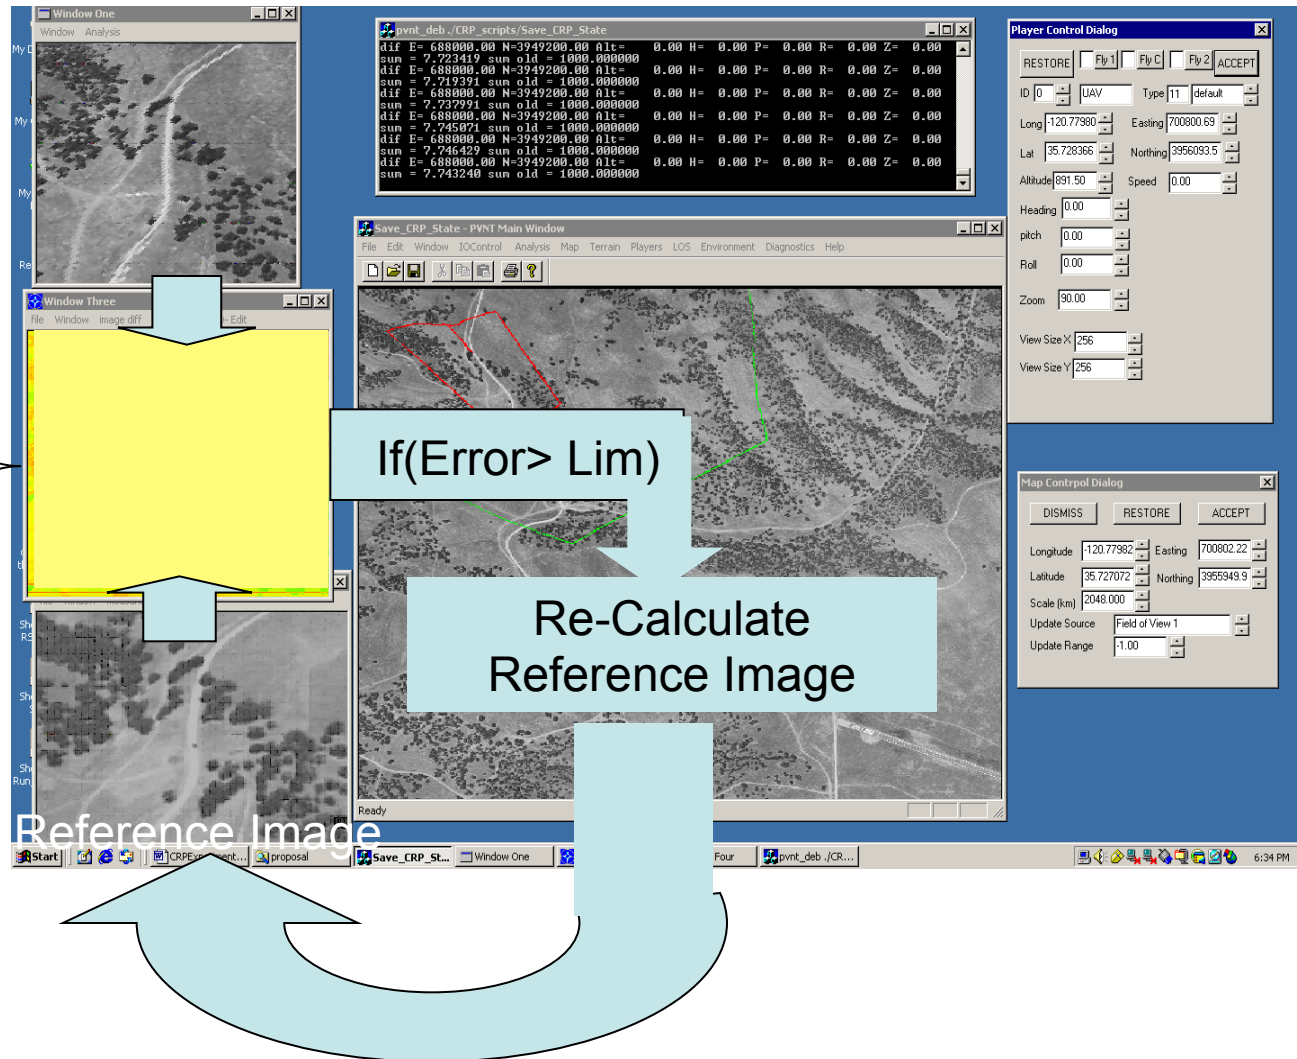 Window One
Window Analysis
pvnt_deb ./CRP_scripts/Save_CRP_State
dif E= 688000.00 N=3949200.00 Alt= 0.00 H= 0.00 P= 0.00 R= 0.00 Z= 0.00
sum = 7.723419 sum old = 1000.000000
dif E= 688000.00 N=3949200.00 Alt= 0.00 H= 0.00 P= 0.00 R= 0.00 Z= 0.00
sum = 7.719391 sum old = 1000.000000
dif E= 688000.00 N=3949200.00 Alt= 0.00 H= 0.00 P= 0.00 R= 0.00 Z= 0.00
sum = 7.737991 sum old = 1000.000000
dif E= 688000.00 N=3949200.00 Alt= 0.00 H= 0.00 P= 0.00 R= 0.00 Z= 0.00
sum = 7.745071 sum old = 1000.000000
dif E= 688000.00 N=3949200.00 Alt= 0.00 H= 0.00 P= 0.00 R= 0.00 Z= 0.00
sum = 7.746429 sum old = 1000.000000
dif E= 688000.00 N=3949200.00 Alt= 0.00 H= 0.00 P= 0.00 R= 0.00 Z= 0.00
sum = 7.743240 sum old = 1000.000000
Player Control Dialog
RESTORE Fly 1 Fly C Fly 2 ACCEPT
ID 0 UAV Type 11 default
Long -120.77980 Easting 700800.69
Lat 35.728366 Northing 3956093.5
Altitude 891.50 Speed 0.00
Heading 0.00
pitch 0.00
Roll 0.00
Zoom 90.00
View Size X 256
View Size Y 256
Save_CRP_State - PVNT Main Window
File Edit Window IOControl Analysis Map Terrain Players LOS Environment Diagnostics Help
Window Three
file Window image diff - Edit
If(Error> Lim)
Re-Calculate
Reference Image
Map Contrpol Dialog
DISMISS RESTORE ACCEPT
Longitude -120.77982 Easting 700802.22
Latitude 35.727072 Northing 3955949.9
Scale (km) 2048.000
Update Source Field of View 1
Update Range -1.00
Ready
Reference Image
Start CRPExp ment... proposal Save_CRP_St... Window One Four pvnt_deb ./CR... 6:34 PM